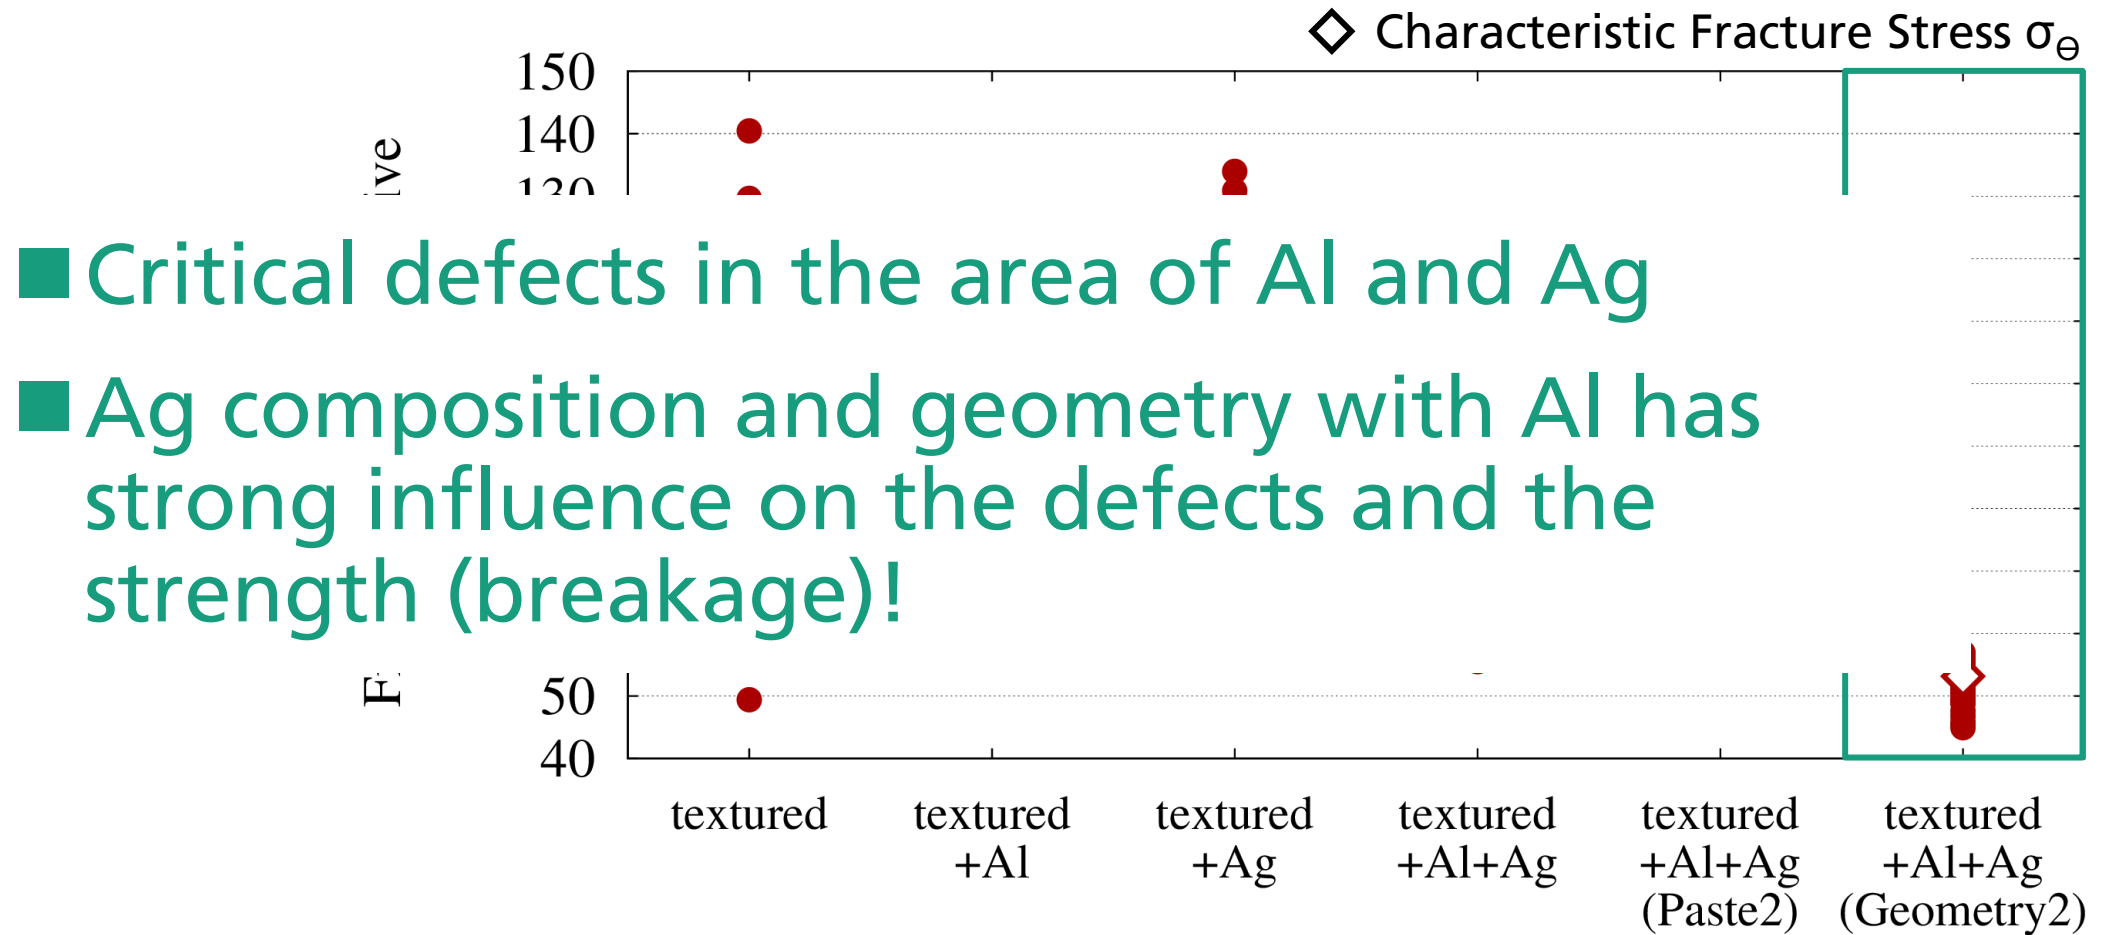 Characteristic Fracture Stress σ_Θ
150
140
130
■ Critical defects in the area of Al and Ag
■ Ag composition and geometry with Al has
strong influence on the defects and the
strength (breakage)!
50
40
textured
textured
+Al
textured
+Ag
textured
+Al+Ag
textured
+Al+Ag
(Paste2)
textured
+Al+Ag
(Geometry2)